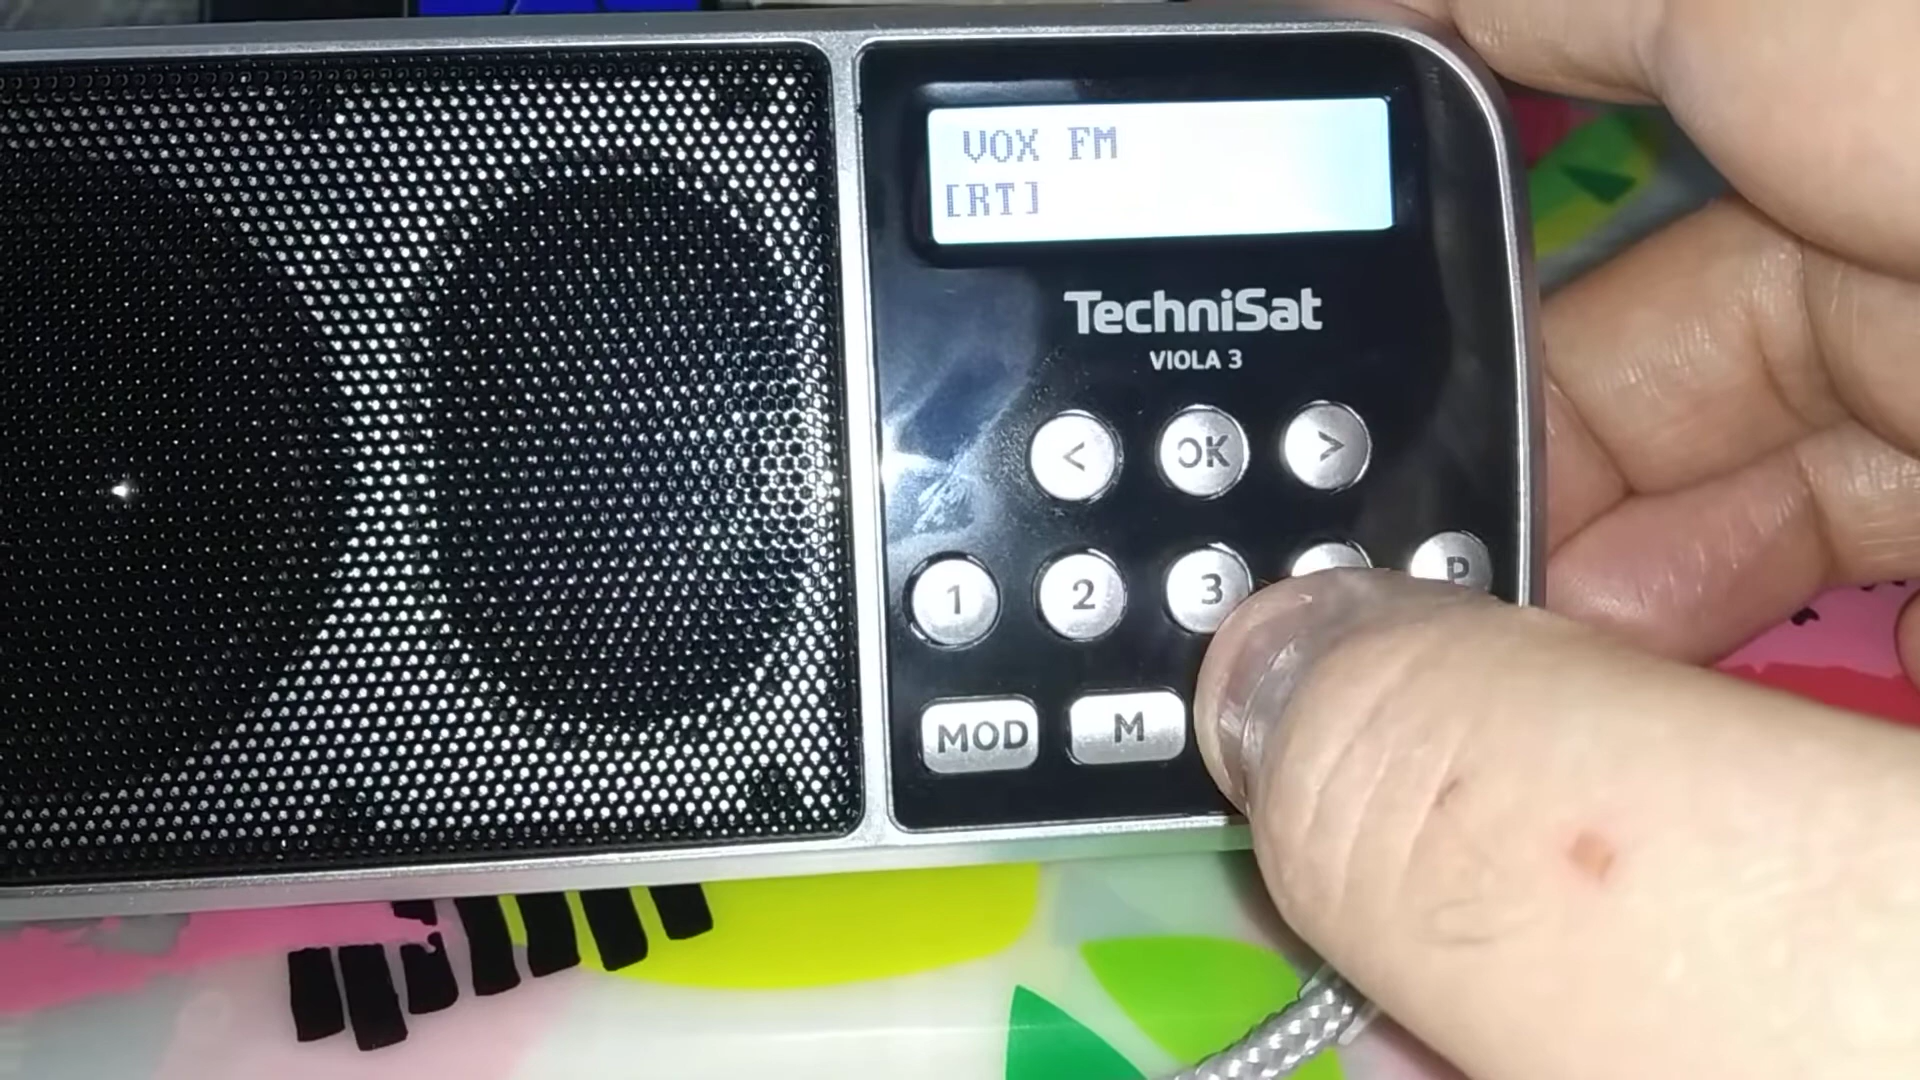 VOX FM
[RT]
TechniSat
VIOLA 3
< OK >
1 2 3 P
MOD M